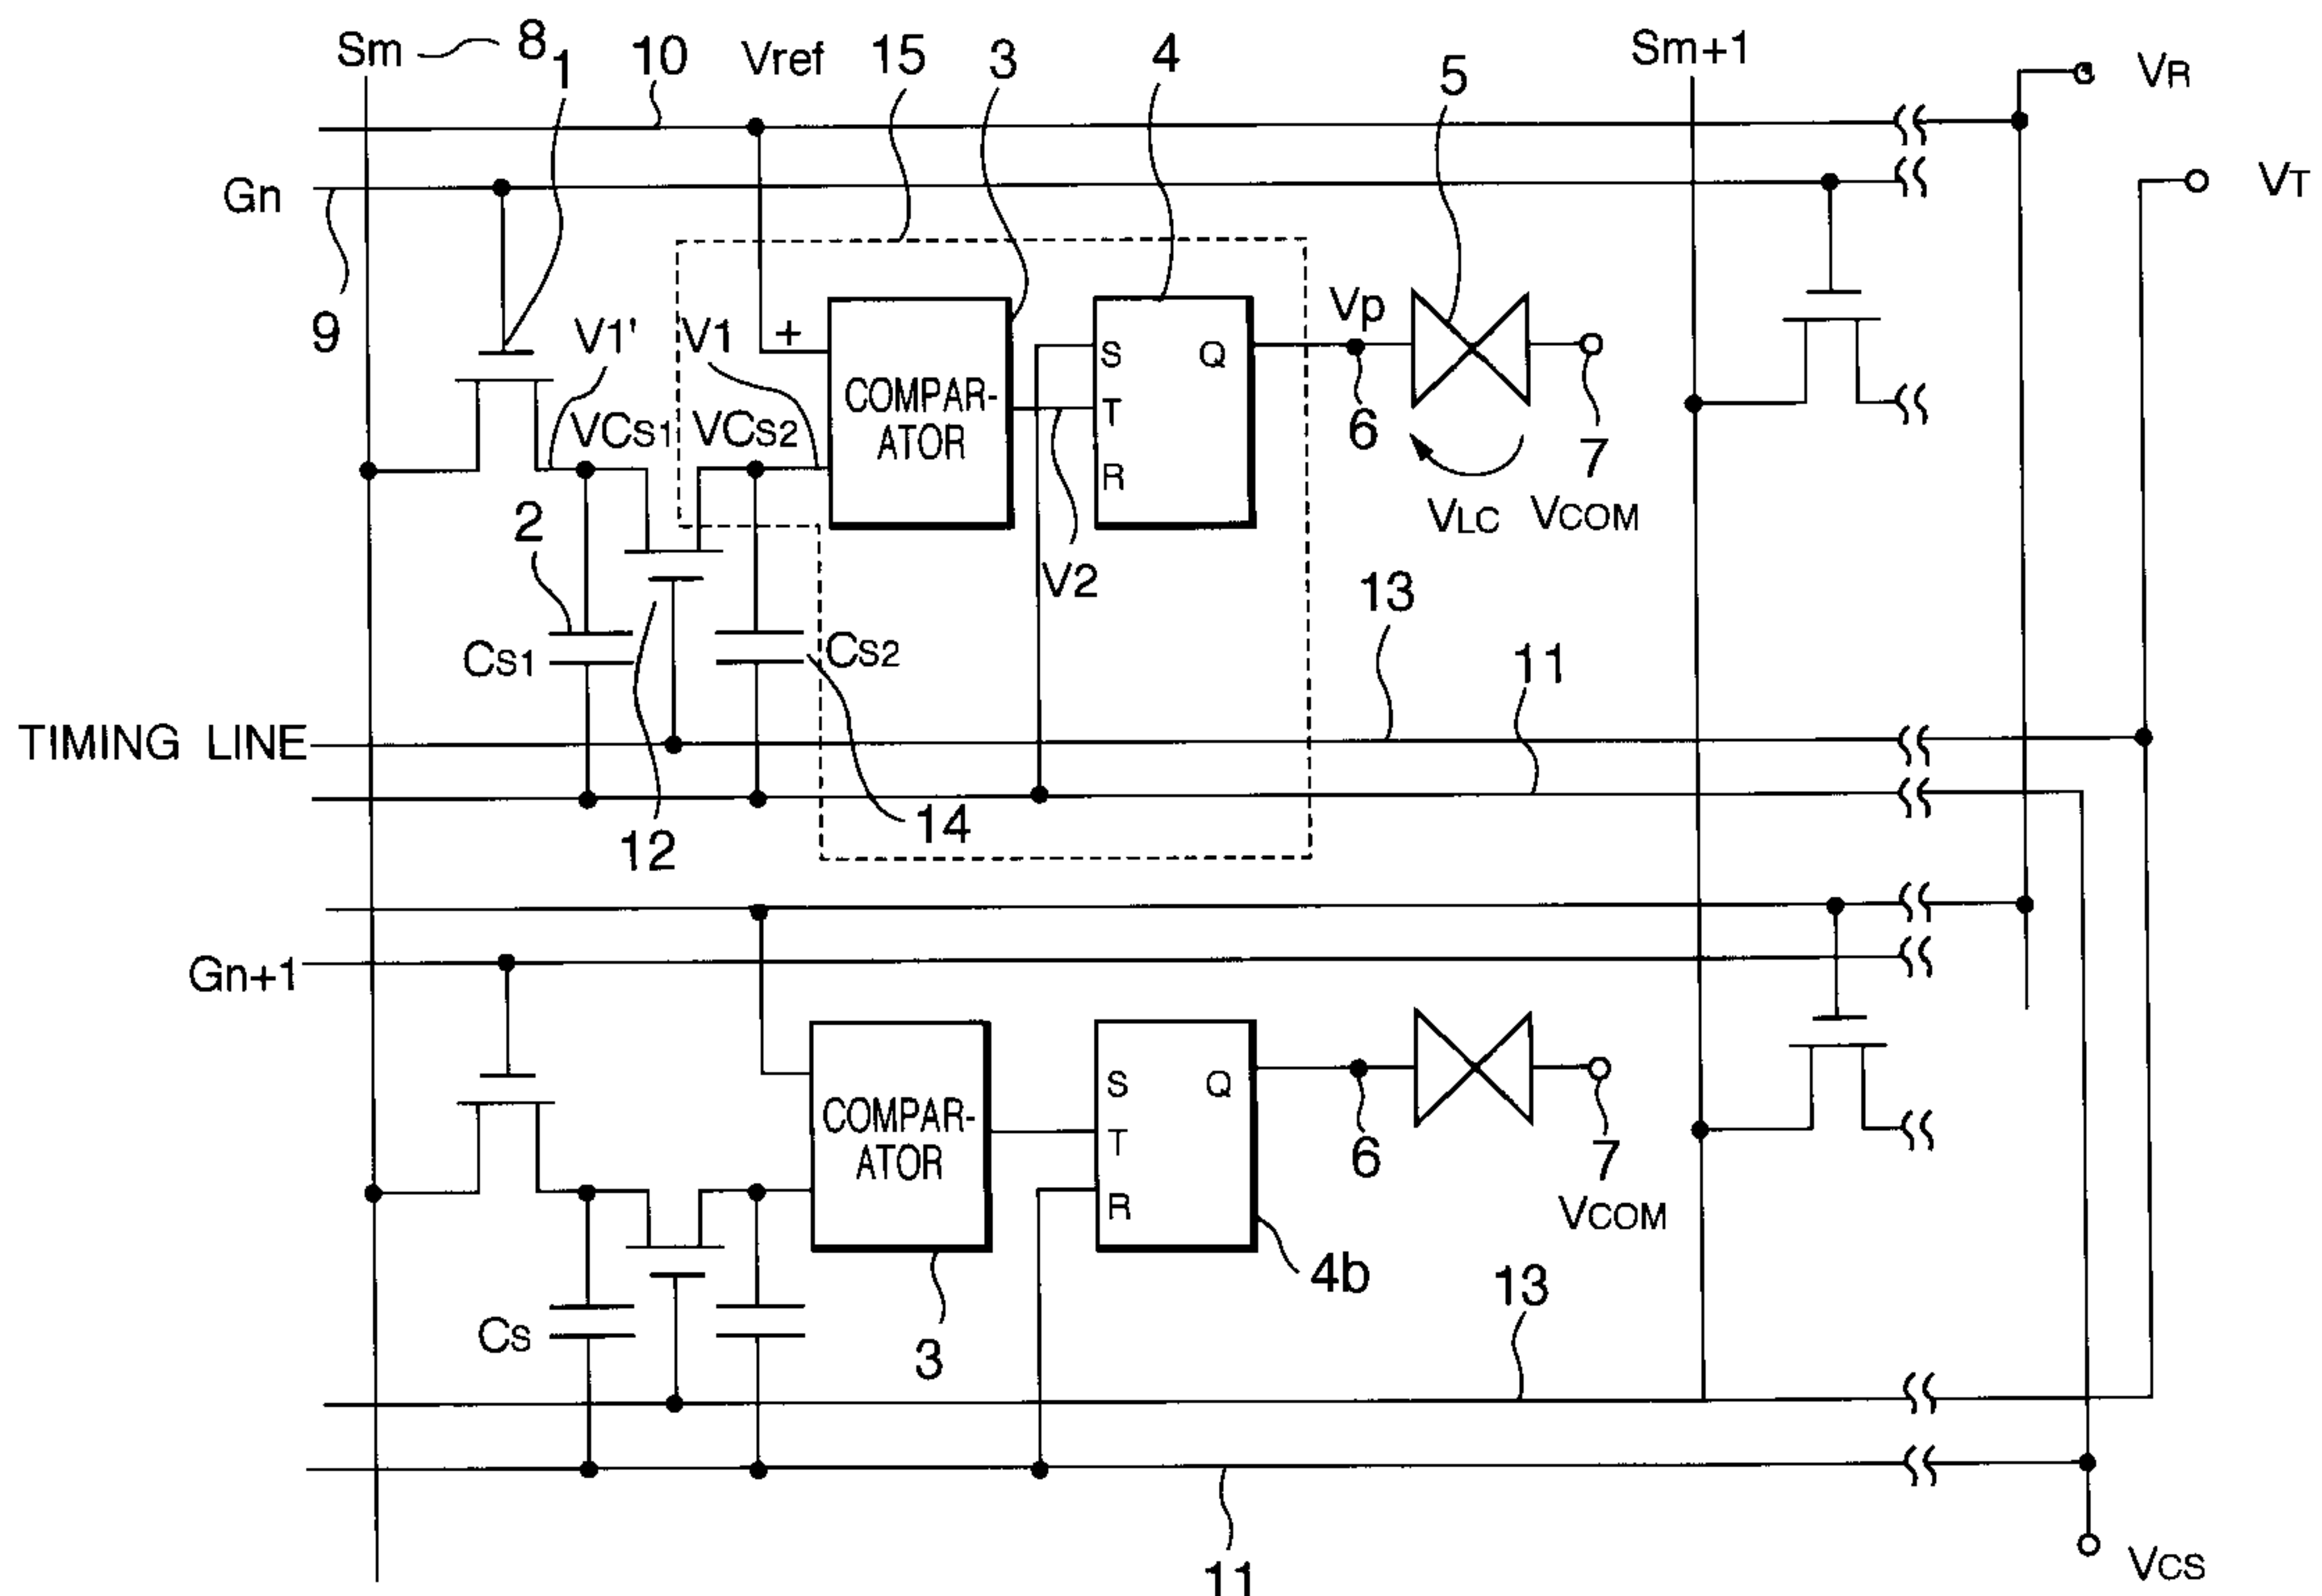 Sm 8 1 10 Vref 15 3 4 5 Sm+1 VR
Gn VT
9 V1' V1 + S Q Vp
COMPAR-
ATOR
T
R
VCS1 VCS2 6 7
VLC VCOM
2 V2 13
CS1 CS2 11
TIMING LINE
12 14
Gn+1
COMPAR-
ATOR
S Q
T
R
6 7
VCOM
4b 13
CS 3
11 VCS